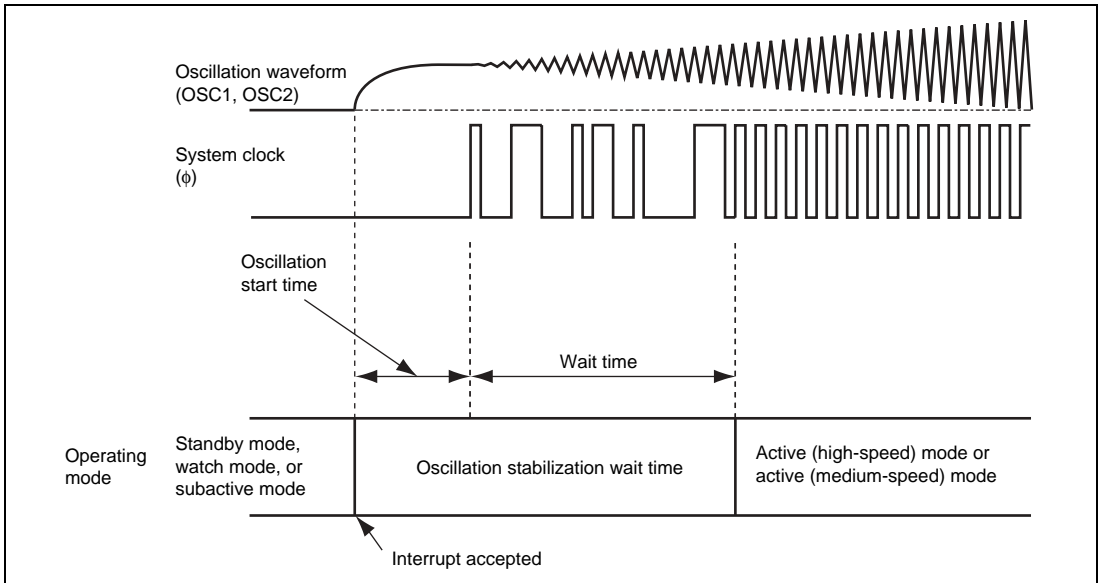 Oscillation waveform
(OSC1, OSC2)
System clock
(ϕ)
Oscillation
start time
Wait time
Operating
mode
Standby mode,
watch mode, or
subactive mode
Oscillation stabilization wait time
Active (high-speed) mode or
active (medium-speed) mode
Interrupt accepted